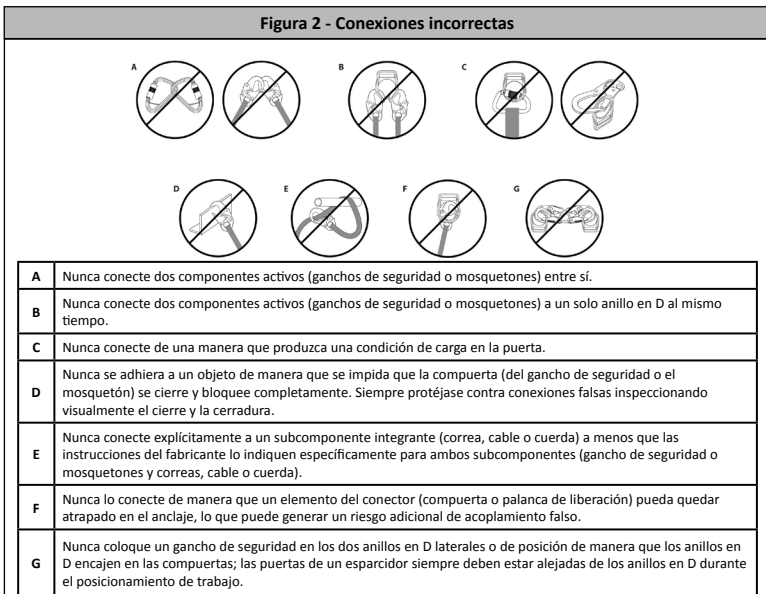 Figura 2 - Conexiones incorrectas
A
B
C
D
E
F
G
A Nunca conecte dos componentes activos (ganchos de seguridad o mosquetones) entre sí.
B Nunca conecte dos componentes activos (ganchos de seguridad o mosquetones) a un solo anillo en D al mismo
tiempo.
C Nunca conecte de una manera que produzca una condición de carga en la puerta.
D Nunca se adhiera a un objeto de manera que se impida que la compuerta (del gancho de seguridad o el
mosquetón) se cierre y bloquee completamente. Siempre protéjase contra conexiones falsas inspeccionando
visualmente el cierre y la cerradura.
E Nunca conecte explícitamente a un subcomponente integrante (correa, cable o cuerda) a menos que las
instrucciones del fabricante lo indiquen específicamente para ambos subcomponentes (gancho de seguridad o
mosquetones y correas, cable o cuerda).
F Nunca lo conecte de manera que un elemento del conector (compuerta o palanca de liberación) pueda quedar
atrapado en el anclaje, lo que puede generar un riesgo adicional de acoplamiento falso.
G Nunca coloque un gancho de seguridad en los dos anillos en D laterales o de posición de manera que los anillos en
D encajen en las compuertas; las puertas de un esparcidor siempre deben estar alejadas de los anillos en D durante
el posicionamiento de trabajo.